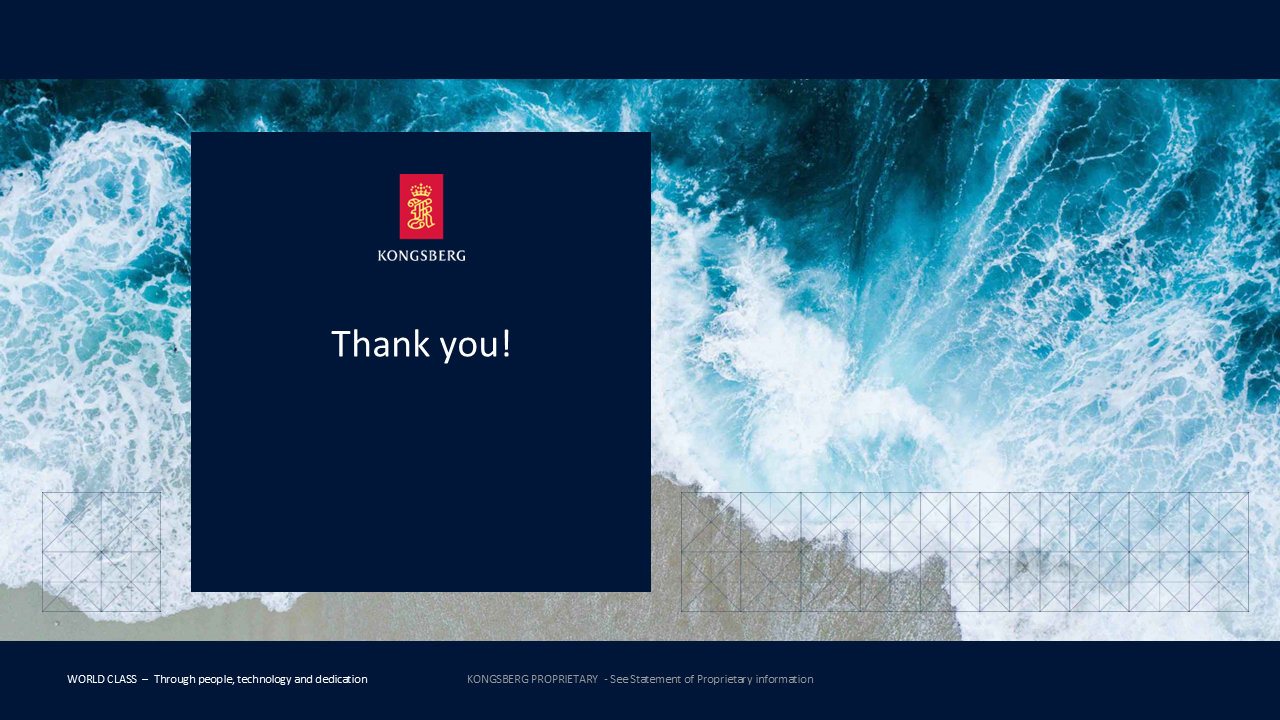 KONGSBERG
Thank you!
WORLD CLASS – Through people, technology and dedication
KONGSBERG PROPRIETARY - See Statement of Proprietary information